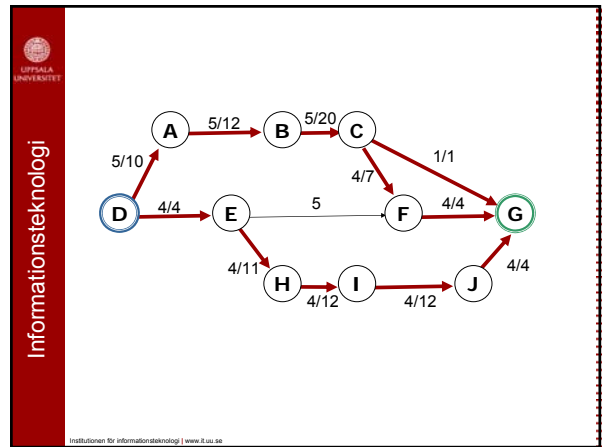 UPPSALA
UNIVERSITET
Informationsteknologi
A
5/12
B
5/20
C
5/10
1/1
4/7
D
4/4
E
5
F
4/4
G
4/11
H
4/12
I
4/12
J
4/4
Institutionen för informationsteknologi | www.it.uu.se